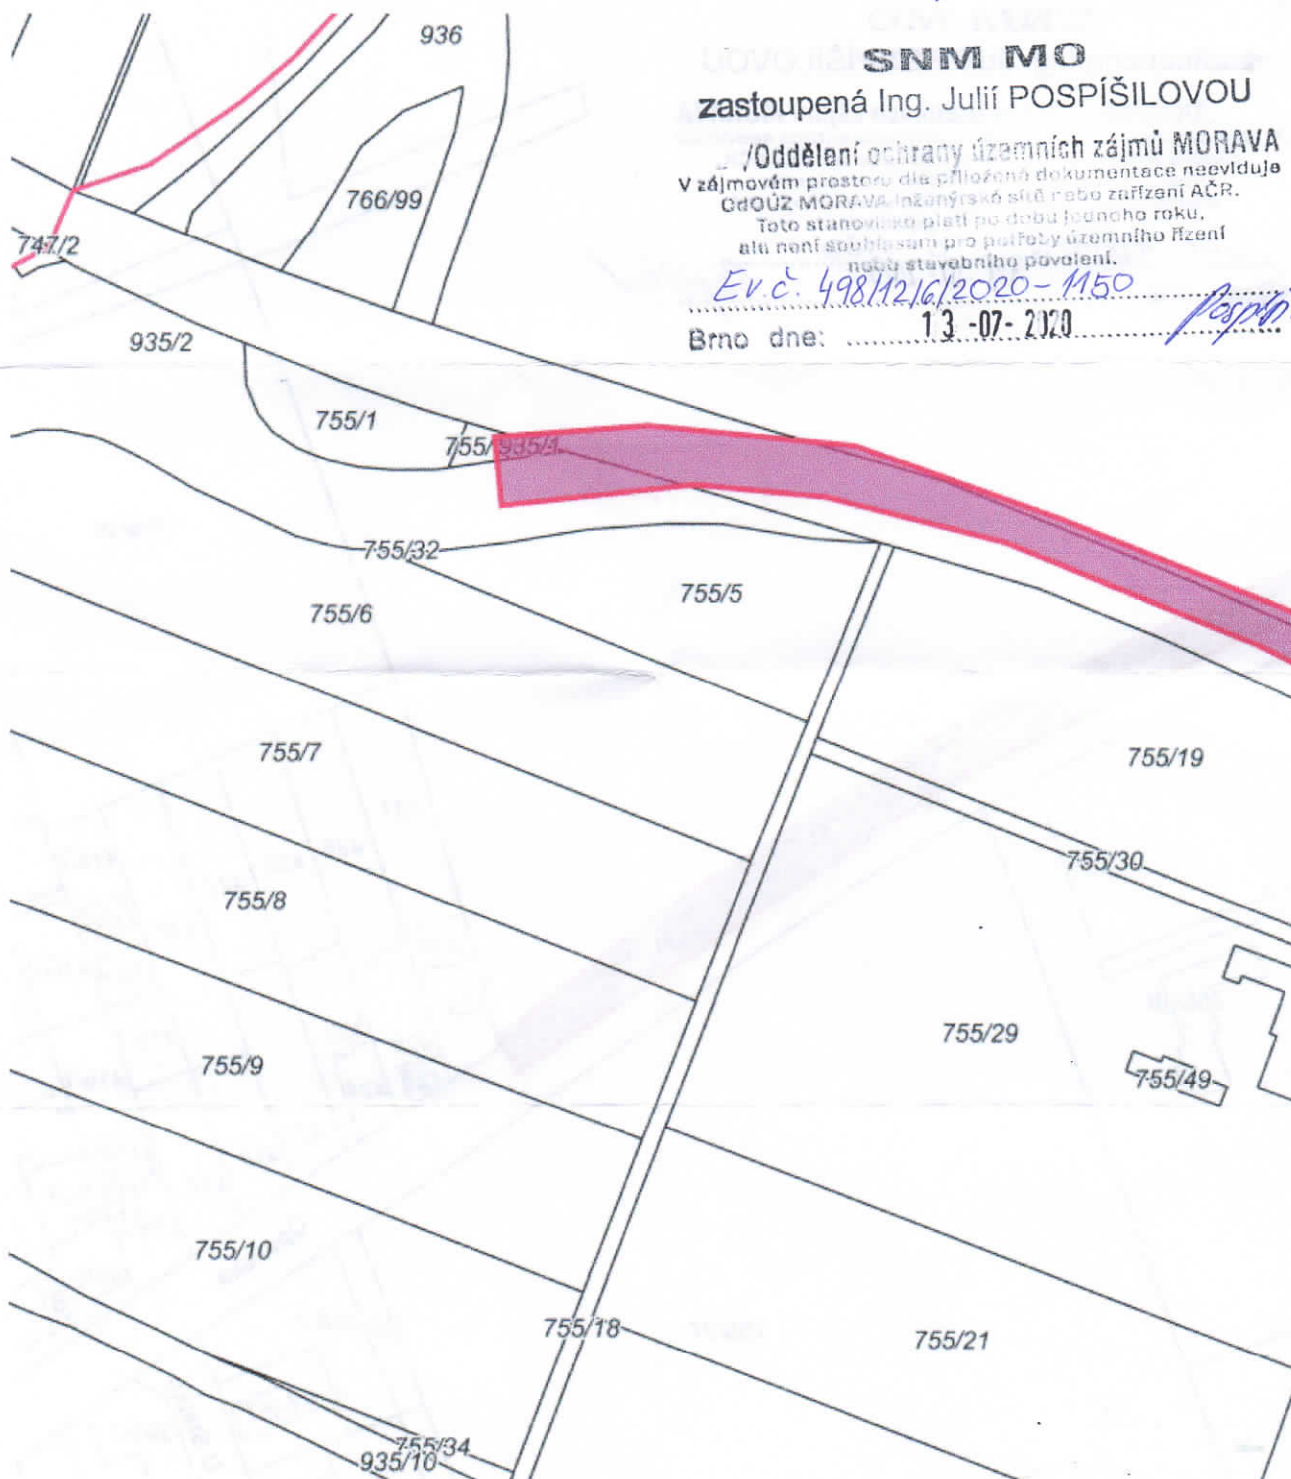 936
SNM MO
zastoupená Ing. Julií POSPÍŠILOVOU
/Oddělení ochrany územních zájmů MORAVA
V zájmovém prostoru dle přiložené dokumentace neeviduje
OdOÚZ MORAVA inženýrské sítě nebo zařízení AČR.
Toto stanovisko platí po dobu jednoho roku,
ale není souhlasem pro potřeby územního řízení
nebo stavebního povolení.
Ev. č. 498/12/6/2020-1150
Brno dne: 13-07-2020
766/99
747/2
935/2
755/1
755/
935/1
755/32
755/5
755/6
755/7
755/19
755/30
755/8
755/29
755/9
755/49
755/10
755/18
755/21
755/34
935/10